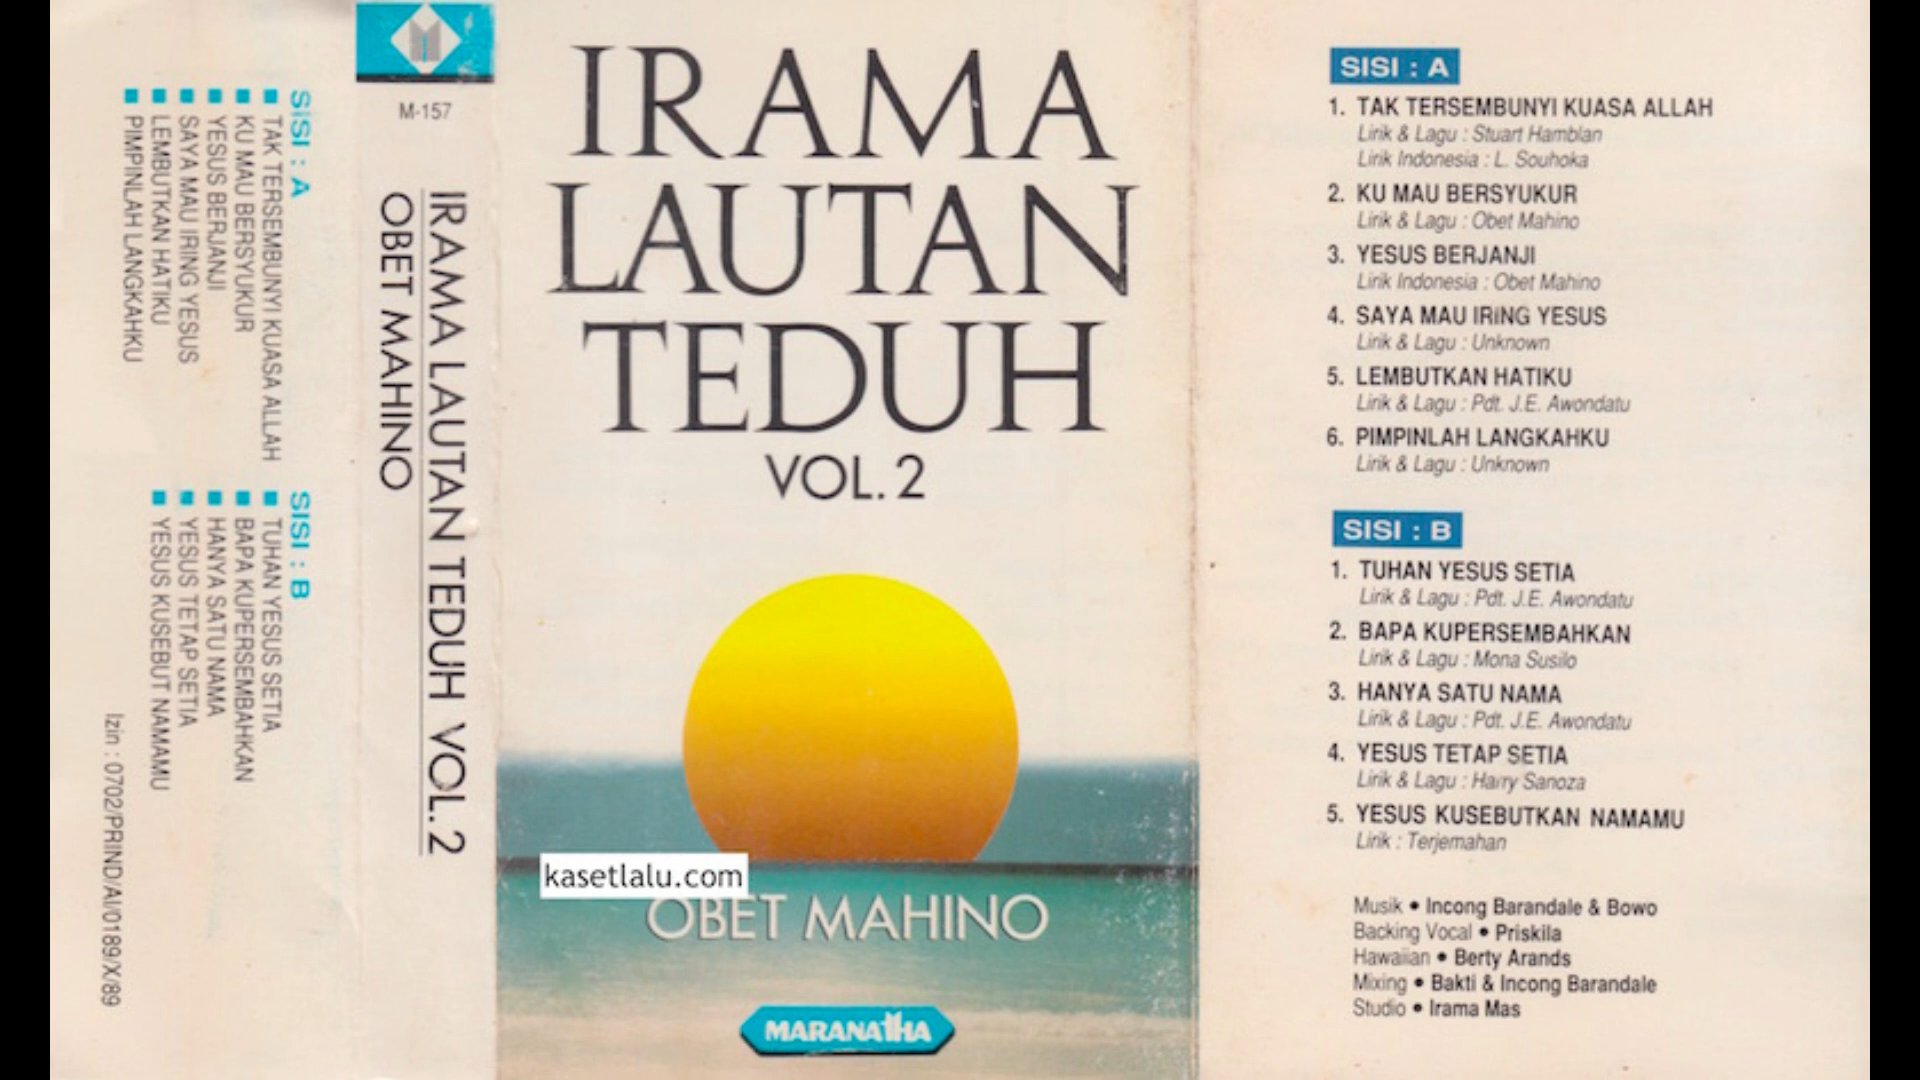 SISI : A
TAK TERSEMBUNYI KUASA ALLAH
KU MAU BERSYUKUR
YESUS BERJANJI
SAYA MAU IRING YESUS
LEMBUTKAN HATIKU
PIMPINLAH LANGKAHKU
SISI : B
TUHAN YESUS SETIA
BAPA KUPERSEMBAHKAN
HANYA SATU NAMA
YESUS TETAP SETIA
YESUS KUSEBUT NAMAMU
Izin : 0702/PRIND/AI/0189/X/89
M-157
IRAMA LAUTAN TEDUH VOL. 2
OBET MAHINO
IRAMA
LAUTAN
TEDUH
VOL. 2
kasetlalu.com
OBET MAHINO
MARANATHA
SISI : A
1. TAK TERSEMBUNYI KUASA ALLAH
Lirik & Lagu : Stuart Hamblan
Lirik Indonesia : L. Souhoka
2. KU MAU BERSYUKUR
Lirik & Lagu : Obet Mahino
3. YESUS BERJANJI
Lirik Indonesia : Obet Mahino
4. SAYA MAU IRING YESUS
Lirik & Lagu : Unknown
5. LEMBUTKAN HATIKU
Lirik & Lagu : Pdt. J.E. Awondatu
6. PIMPINLAH LANGKAHKU
Lirik & Lagu : Unknown
SISI : B
1. TUHAN YESUS SETIA
Lirik & Lagu : Pdt. J.E. Awondatu
2. BAPA KUPERSEMBAHKAN
Lirik & Lagu : Mona Susilo
3. HANYA SATU NAMA
Lirik & Lagu : Pdt. J.E. Awondatu
4. YESUS TETAP SETIA
Lirik & Lagu : Harry Sanoza
5. YESUS KUSEBUTKAN NAMAMU
Lirik : Terjemahan
Musik • Incong Barandale & Bowo
Backing Vocal • Priskila
Hawaiian • Berty Arands
Mixing • Bakti & Incong Barandale
Studio • Irama Mas